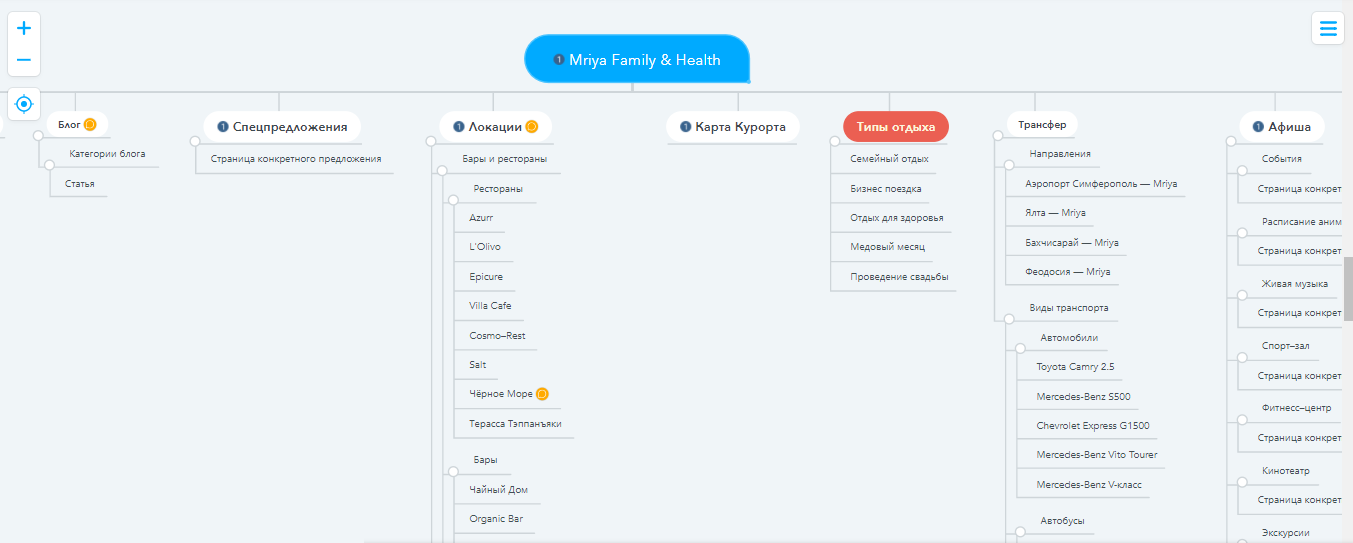 1 Mriya Family & Health
Блог
Категории блога
Статья
1 Спецпредложения
Страница конкретного предложения
1 Локации
Бары и рестораны
Рестораны
Azurr
L'Olivo
Epicure
Villa Cafe
Cosmo–Rest
Salt
Чёрное Море
Терасса Тэппанъяки
Бары
Чайный Дом
Organic Bar
1 Карта Курорта
Типы отдыха
Семейный отдых
Бизнес поездка
Отдых для здоровья
Медовый месяц
Проведение свадьбы
Трансфер
Направления
Аэропорт Симферополь — Mriya
Ялта — Mriya
Бахчисарай — Mriya
Феодосия — Mriya
Виды транспорта
Автомобили
Toyota Camry 2.5
Mercedes-Benz S500
Chevrolet Express G1500
Mercedes-Benz Vito Tourer
Mercedes-Benz V-класс
Автобусы
1 Афиша
События
Страница конкрет
Расписание аним
Страница конкрет
Живая музыка
Страница конкрет
Спорт–зал
Страница конкрет
Фитнесс–центр
Страница конкрет
Кинотеатр
Страница конкрет
Экскурсии